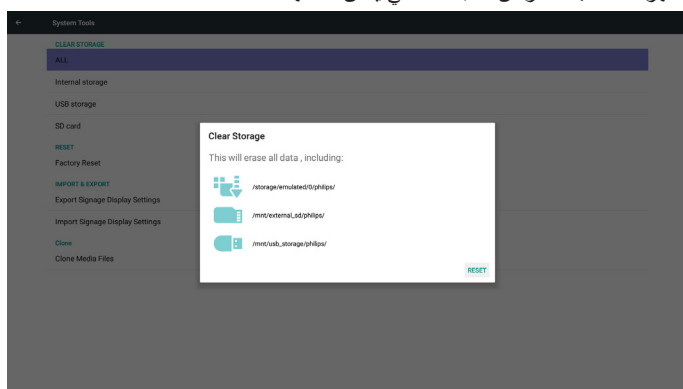 System Tools
CLEAR STORAGE
ALL
Internal storage
USB storage
SD card
RESET
Factory Reset
IMPORT & EXPORT
Export Signage Display Settings
Import Signage Display Settings
Clone
Clone Media Files
Clear Storage
This will erase all data , including:
/storage/emulated/0/philips/
/mnt/external_sd/philips/
/mnt/usb_storage/philips/
RESET